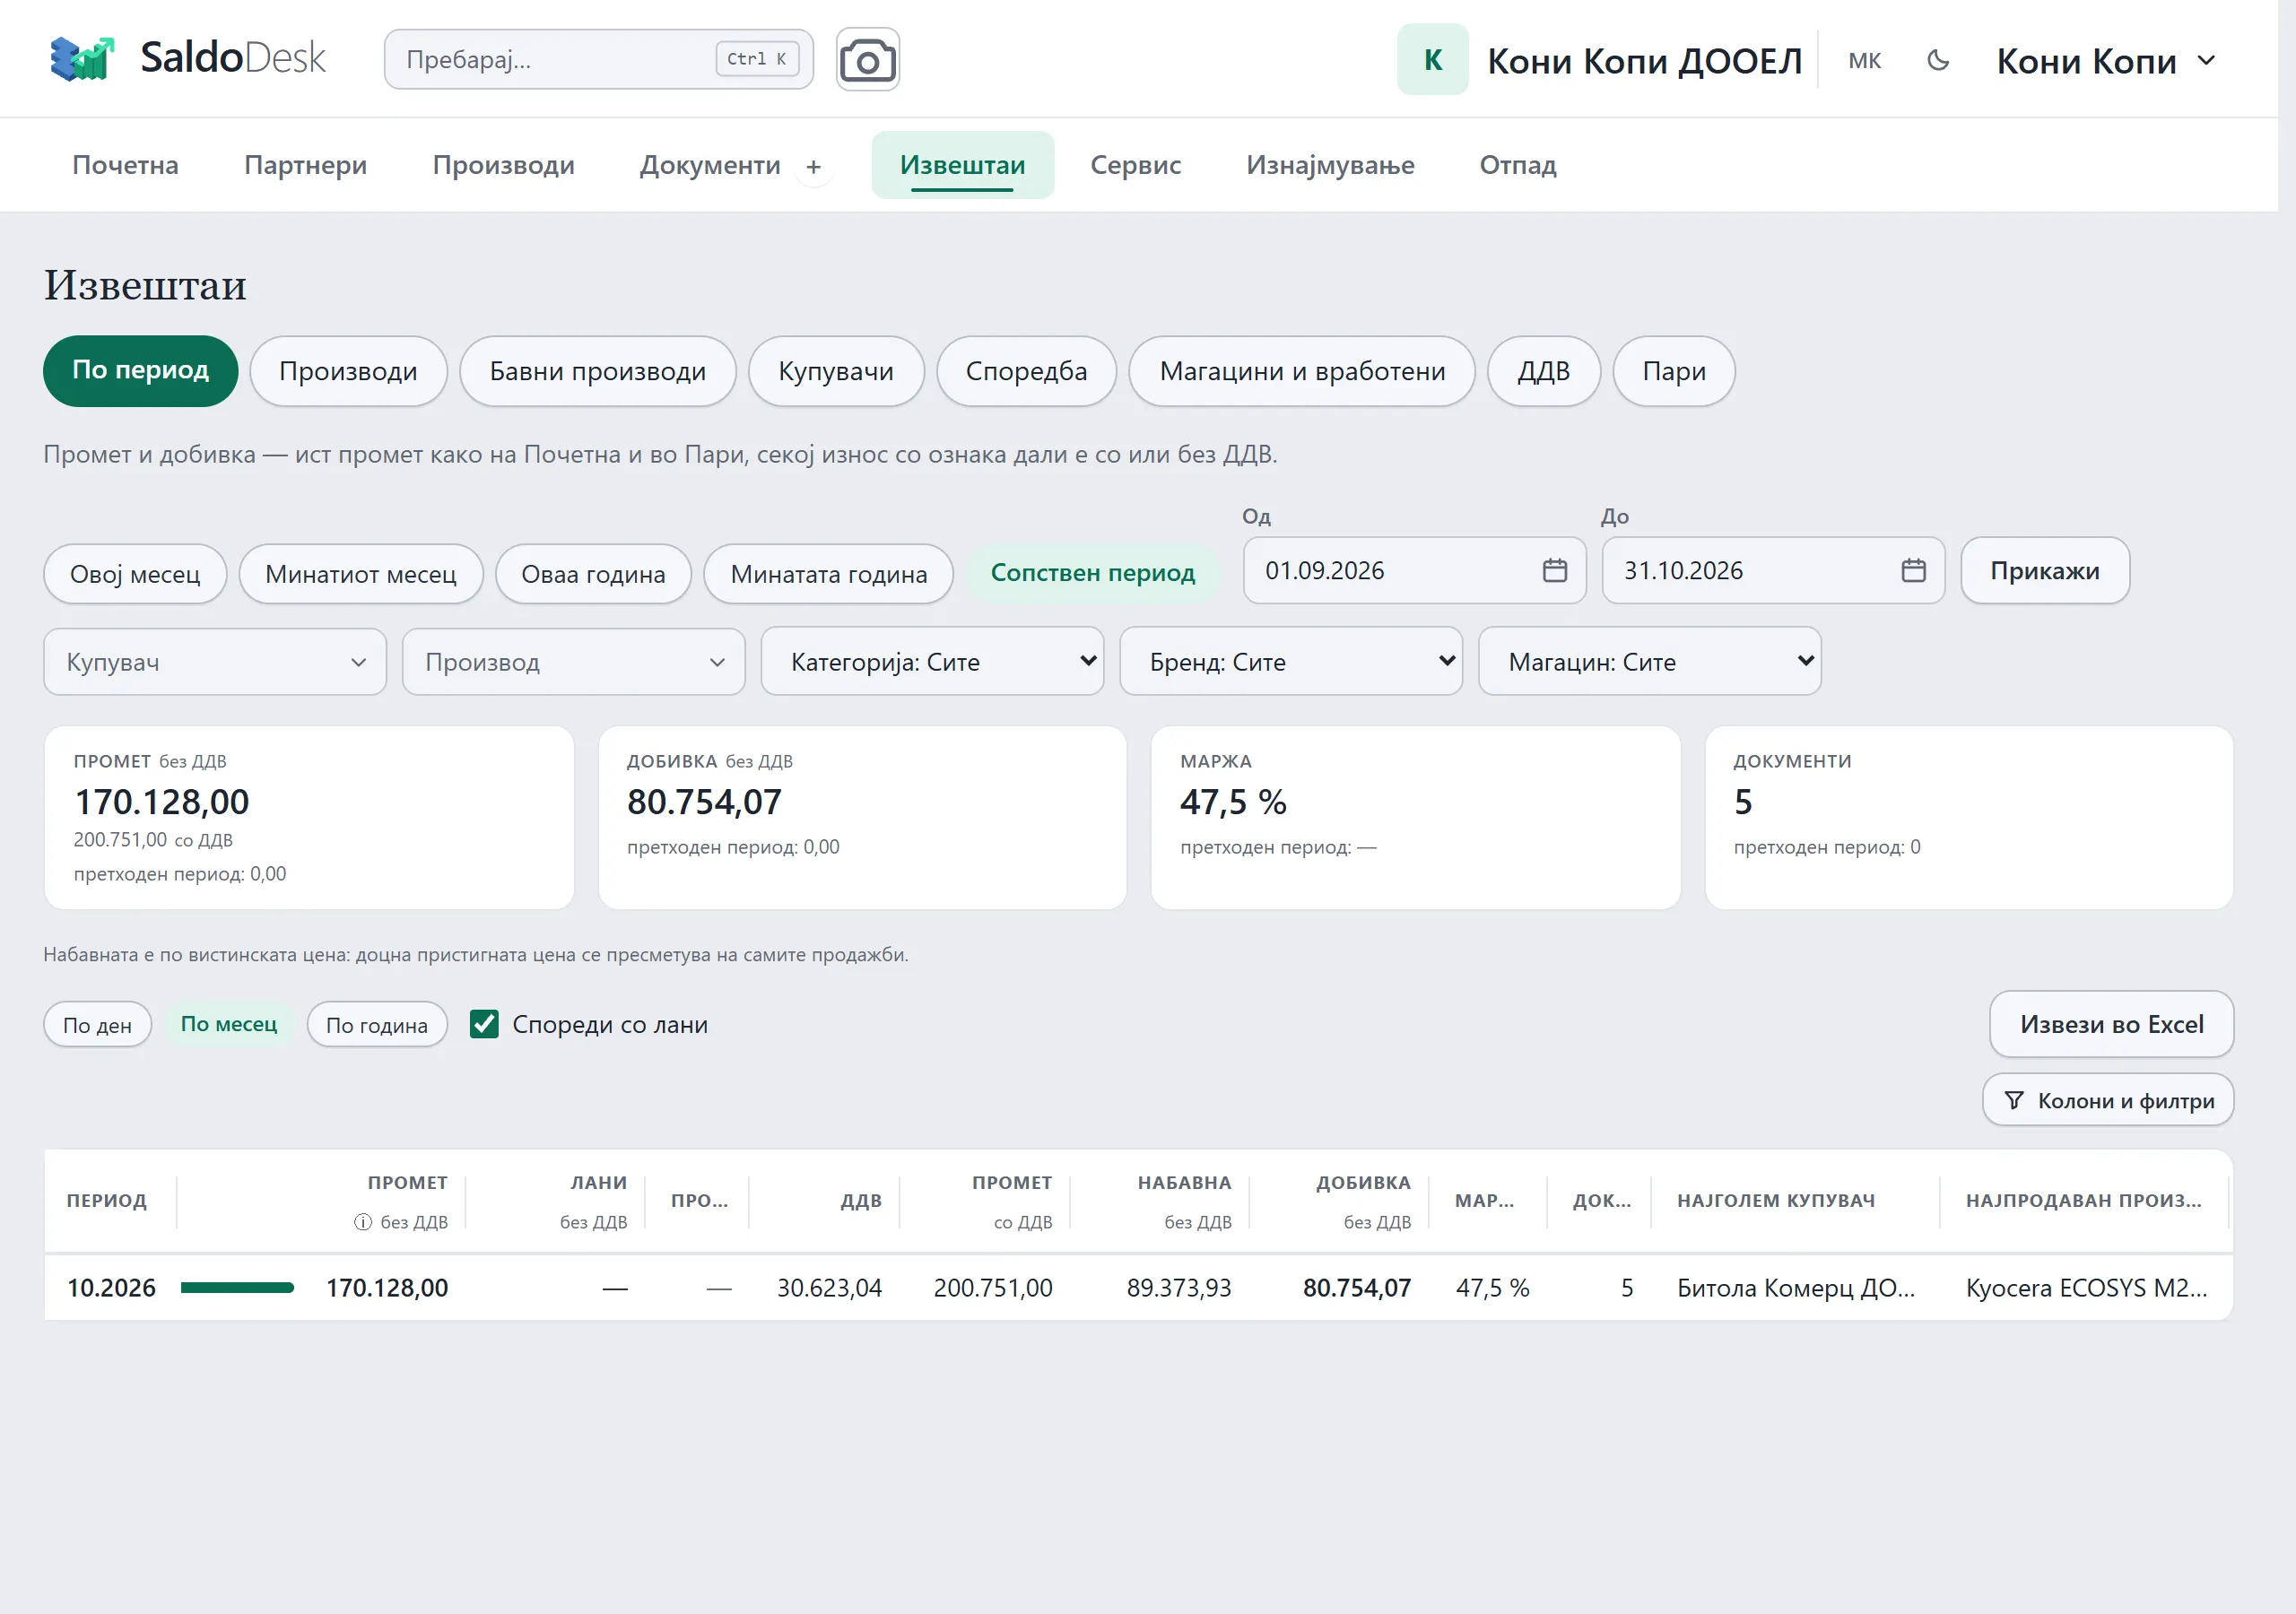 SaldoDesk
Пребарај... Ctrl K
К Кони Копи ДООЕЛ МК Кони Копи
Почетна Партнери Производи Документи + Извештаи Сервис Изнајмување Отпад
Извештаи
По период Производи Бавни производи Купувачи Споредба Магацини и вработени ДДВ Пари
Промет и добивка — ист промет како на Почетна и во Пари, секој износ со ознака дали е со или без ДДВ.
Од До
Овој месец Минатиот месец Оваа година Минатата година Сопствен период 01.09.2026 31.10.2026 Прикажи
Купувач Производ Категорија: Сите Бренд: Сите Магацин: Сите
ПРОМЕТ без ДДВ
170.128,00
200.751,00 со ДДВ
претходен период: 0,00
ДОБИВКА без ДДВ
80.754,07
претходен период: 0,00
МАРЖА
47,5 %
претходен период: —
ДОКУМЕНТИ
5
претходен период: 0
Набавната е по вистинската цена: доцна пристигната цена се пресметува на самите продажби.
По ден По месец По година Спореди со лани Извези во Excel
Колони и филтри
ПЕРИОД ПРОМЕТ без ДДВ ЛАНИ без ДДВ ПРО... ДДВ ПРОМЕТ со ДДВ НАБАВНА без ДДВ ДОБИВКА без ДДВ МАР... ДОК... НАЈГОЛЕМ КУПУВАЧ НАЈПРОДАВАН ПРОИЗ...
10.2026 170.128,00 — — 30.623,04 200.751,00 89.373,93 80.754,07 47,5 % 5 Битола Комерц ДО... Kyocera ECOSYS M2...